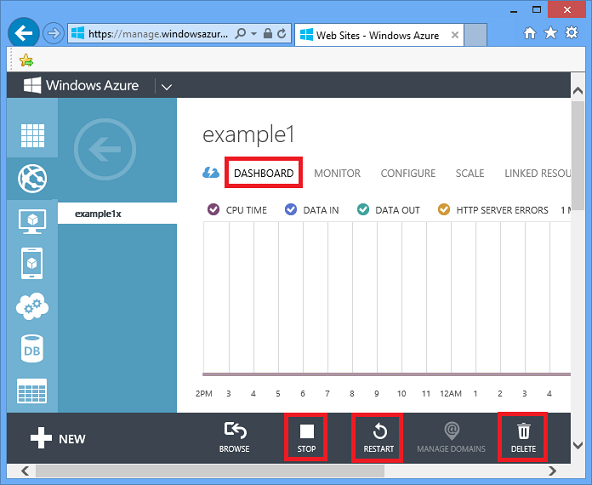 https://manage.windowsazur...
Web Sites - Windows Azure
Windows Azure
example1
DASHBOARD MONITOR CONFIGURE SCALE LINKED RESOU
example1x
CPU TIME DATA IN DATA OUT HTTP SERVER ERRORS 1 M
2PM 3 4 5 6 7 8 9 10 11 12AM 1 2 3 4
DB
NEW
BROWSE STOP RESTART MANAGE DOMAINS DELETE